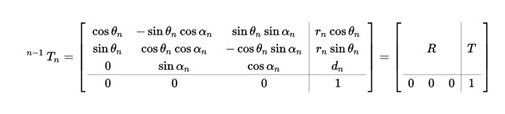 cos θₙ  − sin θₙ cos αₙ  sin θₙ sin αₙ  rₙ cos θₙ
sin θₙ  cos θₙ cos αₙ  − cos θₙ sin αₙ  rₙ sin θₙ  R  T
ⁿ⁻¹Tₙ =  =
0  sin αₙ  cos αₙ  dₙ
0  0  0  1  0  0  0  1